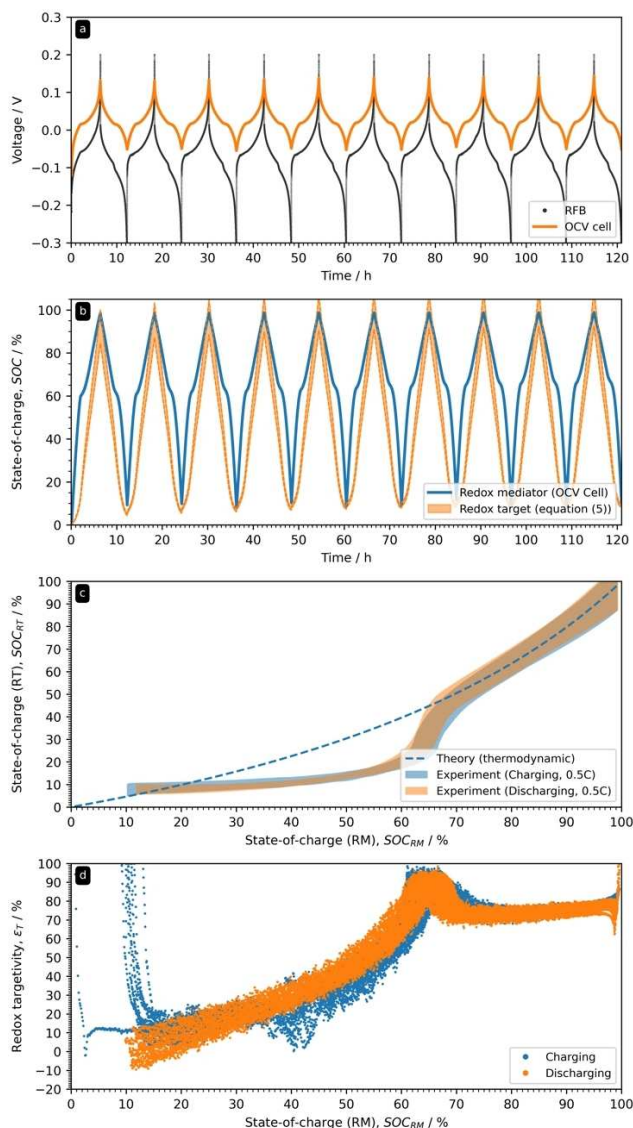 a
0.3
0.2
0.1
0.0
−0.1
−0.2
−0.3
Voltage / V
RFB
OCV cell
0 10 20 30 40 50 60 70 80 90 100 110 120
Time / h
b
100
80
60
40
20
0
State-of-charge, SOC / %
Redox mediator (OCV Cell)
Redox target (equation (5))
0 10 20 30 40 50 60 70 80 90 100 110 120
Time / h
c
100
90
80
70
60
50
40
30
20
10
0
State-of-charge (RT), SOC_RT / %
Theory (thermodynamic)
Experiment (Charging, 0.5C)
Experiment (Discharging, 0.5C)
0 10 20 30 40 50 60 70 80 90 100
State-of-charge (RM), SOC_RM / %
d
100
90
80
70
60
50
40
30
20
10
0
−10
−20
Redox targetivity, ε_T / %
Charging
Discharging
0 10 20 30 40 50 60 70 80 90 100
State-of-charge (RM), SOC_RM / %